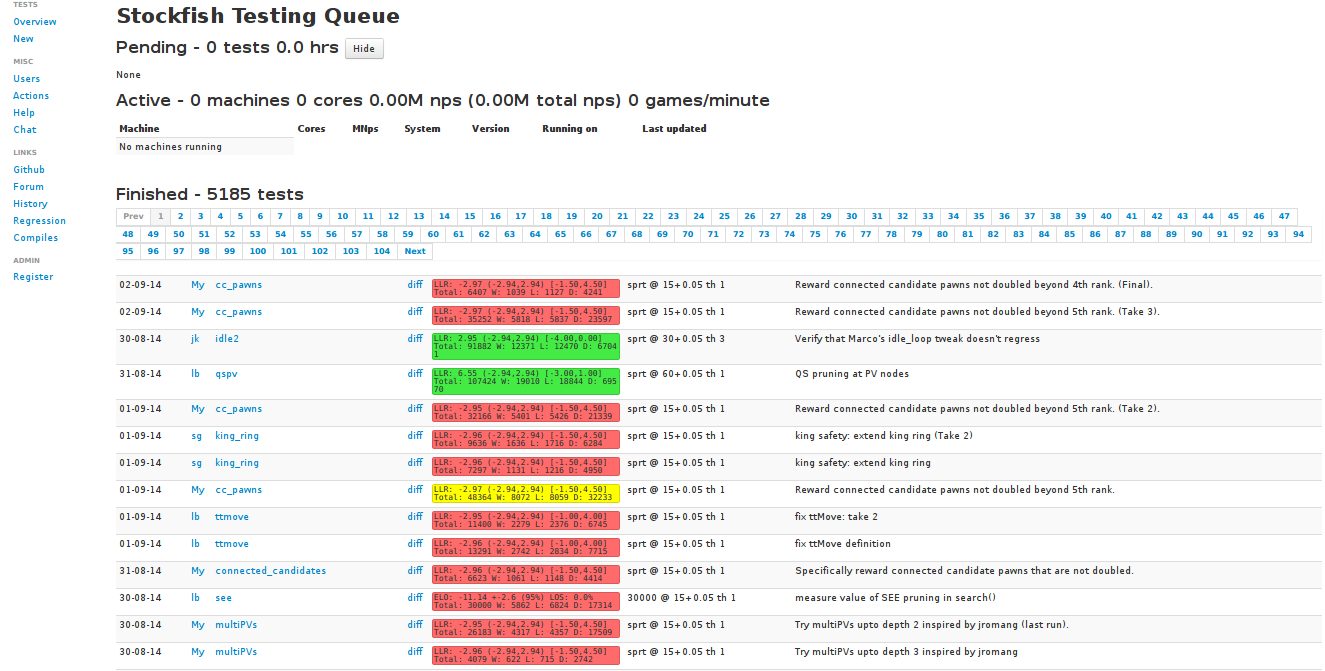 TESTS
Overview
New
MISC
Users
Actions
Help
Chat
LINKS
Github
Forum
History
Regression
Compiles
ADMIN
Register
Stockfish Testing Queue
Pending - 0 tests 0.0 hrs Hide
None
Active - 0 machines 0 cores 0.00M nps (0.00M total nps) 0 games/minute
Machine Cores MNps System Version Running on Last updated
No machines running
Finished - 5185 tests
Prev 1 2 3 4 5 6 7 8 9 10 11 12 13 14 15 16 17 18 19 20 21 22 23 24 25 26 27 28 29 30 31 32 33 34 35 36 37 38 39 40 41 42 43 44 45 46 47
48 49 50 51 52 53 54 55 56 57 58 59 60 61 62 63 64 65 66 67 68 69 70 71 72 73 74 75 76 77 78 79 80 81 82 83 84 85 86 87 88 89 90 91 92 93 94
95 96 97 98 99 100 101 102 103 104 Next
02-09-14 My cc_pawns diff LLR: -2.97 (-2.94,2.94) [-1.50,4.50] sprt @ 15+0.05 th 1 Reward connected candidate pawns not doubled beyond 4th rank. (Final).
Total: 6407 W: 1039 L: 1127 D: 4241
02-09-14 My cc_pawns diff LLR: -2.97 (-2.94,2.94) [-1.50,4.50] sprt @ 15+0.05 th 1 Reward connected candidate pawns not doubled beyond 5th rank. (Take 3).
Total: 35252 W: 5818 L: 5837 D: 23597
30-08-14 jk idle2 diff LLR: 2.95 (-2.94,2.94) [-4.00,0.00] sprt @ 30+0.05 th 3 Verify that Marco's idle_loop tweak doesn't regress
Total: 91882 W: 12371 L: 12470 D: 6704
1
31-08-14 lb qspv diff LLR: 6.55 (-2.94,2.94) [-3.00,1.00] sprt @ 60+0.05 th 1 QS pruning at PV nodes
Total: 107424 W: 19010 L: 18844 D: 695
70
01-09-14 My cc_pawns diff LLR: -2.95 (-2.94,2.94) [-1.50,4.50] sprt @ 15+0.05 th 1 Reward connected candidate pawns not doubled beyond 5th rank. (Take 2).
Total: 32166 W: 5401 L: 5426 D: 21339
01-09-14 sg king_ring diff LLR: -2.96 (-2.94,2.94) [-1.50,4.50] sprt @ 15+0.05 th 1 king safety: extend king ring (Take 2)
Total: 9636 W: 1636 L: 1716 D: 6284
01-09-14 sg king_ring diff LLR: -2.96 (-2.94,2.94) [-1.50,4.50] sprt @ 15+0.05 th 1 king safety: extend king ring
Total: 7297 W: 1131 L: 1216 D: 4950
01-09-14 My cc_pawns diff LLR: -2.97 (-2.94,2.94) [-1.50,4.50] sprt @ 15+0.05 th 1 Reward connected candidate pawns not doubled beyond 5th rank.
Total: 48364 W: 8072 L: 8059 D: 32233
01-09-14 lb ttmove diff LLR: -2.95 (-2.94,2.94) [-1.00,4.00] sprt @ 15+0.05 th 1 fix ttMove: take 2
Total: 11400 W: 2279 L: 2376 D: 6745
01-09-14 lb ttmove diff LLR: -2.96 (-2.94,2.94) [-1.00,4.00] sprt @ 15+0.05 th 1 fix ttMove definition
Total: 13291 W: 2742 L: 2834 D: 7715
31-08-14 My connected_candidates diff LLR: -2.96 (-2.94,2.94) [-1.50,4.50] sprt @ 15+0.05 th 1 Specifically reward connected candidate pawns that are not doubled.
Total: 6623 W: 1061 L: 1148 D: 4414
30-08-14 lb see diff ELO: -11.14 +-2.6 (95%) LOS: 0.0% 30000 @ 15+0.05 th 1 measure value of SEE pruning in search()
Total: 30000 W: 5862 L: 6824 D: 17314
30-08-14 My multiPVs diff LLR: -2.95 (-2.94,2.94) [-1.50,4.50] sprt @ 15+0.05 th 1 Try multiPVs upto depth 2 inspired by jromang (last run).
Total: 26183 W: 4317 L: 4357 D: 17509
30-08-14 My multiPVs diff LLR: -2.96 (-2.94,2.94) [-1.50,4.50] sprt @ 15+0.05 th 1 Try multiPVs upto depth 3 inspired by jromang
Total: 4079 W: 622 L: 715 D: 2742